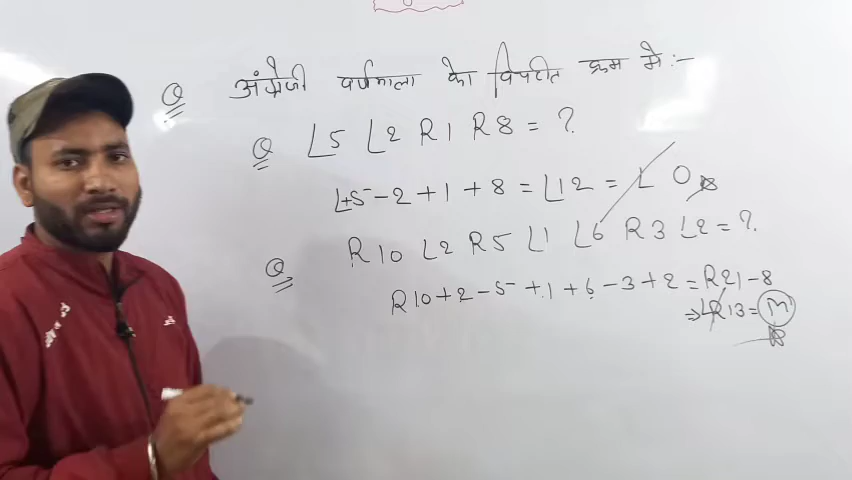 Q अंग्रेजी वर्णमाला के विपरीत क्रम में :-
Q L5 L2 R1 R8 = ?
L+5-2+1+8 = L12 = L O
Q R10 L2 R5 L1 L6 R3 L2 = ?
R10+2-5+1+6-3+2 = R21-8
⇒ R13 = M